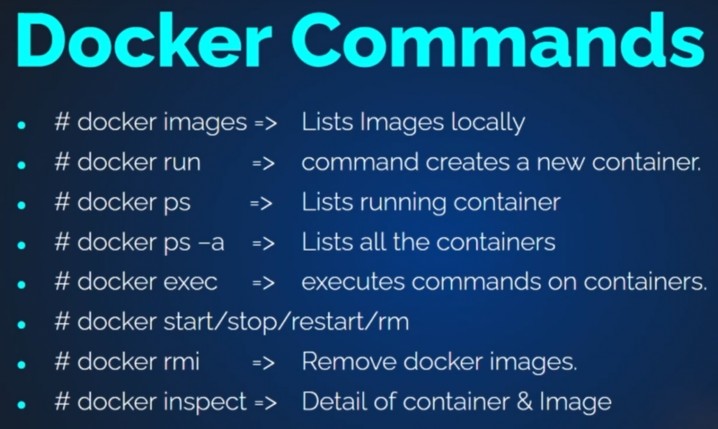 Docker Commands
• # docker images => Lists Images locally
• # docker run => command creates a new container.
• # docker ps => Lists running container
• # docker ps –a => Lists all the containers
• # docker exec => executes commands on containers.
• # docker start/stop/restart/rm
• # docker rmi => Remove docker images.
• # docker inspect => Detail of container & Image